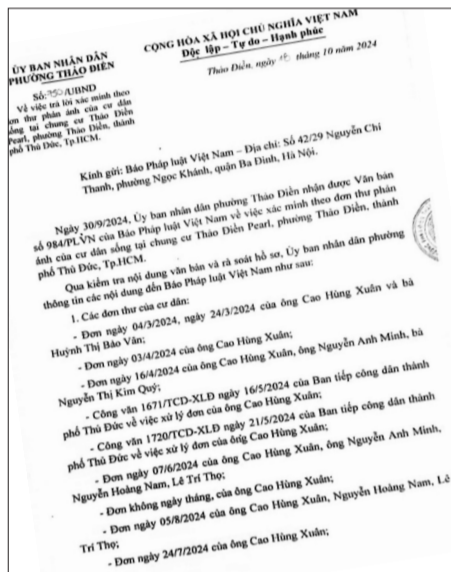 ỦY BAN NHÂN DÂN
PHƯỜNG THẢO ĐIỀN
CỘNG HÒA XÃ HỘI CHỦ NGHĨA VIỆT NAM
Độc lập – Tự do – Hạnh phúc
Số: /UBND
Về việc trả lời xác minh theo
đơn thư phản ánh của cư dân
sống tại chung cư Thảo Điền
Pearl, phường Thảo Điền, thành
phố Thủ Đức, Tp.HCM.
Thảo Điền, ngày tháng 10 năm 2024
Kính gửi: Báo Pháp luật Việt Nam – Địa chỉ: Số 42/29 Nguyễn Chí
Thanh, phường Ngọc Khánh, quận Ba Đình, Hà Nội.
Ngày 30/9/2024, Ủy ban nhân dân phường Thảo Điền nhận được Văn bản
số 984/PLVN của Báo Pháp luật Việt Nam về việc xác minh theo đơn thư phản
ánh của cư dân sống tại chung cư Thảo Điền Pearl, phường Thảo Điền, thành
phố Thủ Đức, Tp.HCM.
Qua kiểm tra nội dung văn bản và rà soát hồ sơ, Ủy ban nhân dân phường
thông tin các nội dung đến Báo Pháp luật Việt Nam như sau:
1. Các đơn thư của cư dân:
- Đơn ngày 04/3/2024, ngày 24/3/2024 của ông Cao Hùng Xuân và bà
Huỳnh Thị Bảo Vân;
- Đơn ngày 03/4/2024 của ông Cao Hùng Xuân;
- Đơn ngày 16/4/2024 của ông Cao Hùng Xuân, ông Nguyễn Anh Minh, bà
Nguyễn Thị Kim Quý;
- Công văn 1671/TCD-XLĐ ngày 16/5/2024 của Ban tiếp công dân thành
phố Thủ Đức về việc xử lý đơn của ông Cao Hùng Xuân;
- Công văn 1720/TCD-XLĐ ngày 21/5/2024 của Ban tiếp công dân thành
phố Thủ Đức về việc xử lý đơn của ông Cao Hùng Xuân;
- Đơn ngày 07/6/2024 của ông Cao Hùng Xuân, ông Nguyễn Anh Minh,
Nguyễn Hoàng Nam, Lê Trí Thọ;
- Đơn không ngày tháng, của ông Cao Hùng Xuân;
- Đơn ngày 05/8/2024 của ông Cao Hùng Xuân, Nguyễn Hoàng Nam, Lê
Trí Thọ;
- Đơn ngày 24/7/2024 của ông Cao Hùng Xuân;